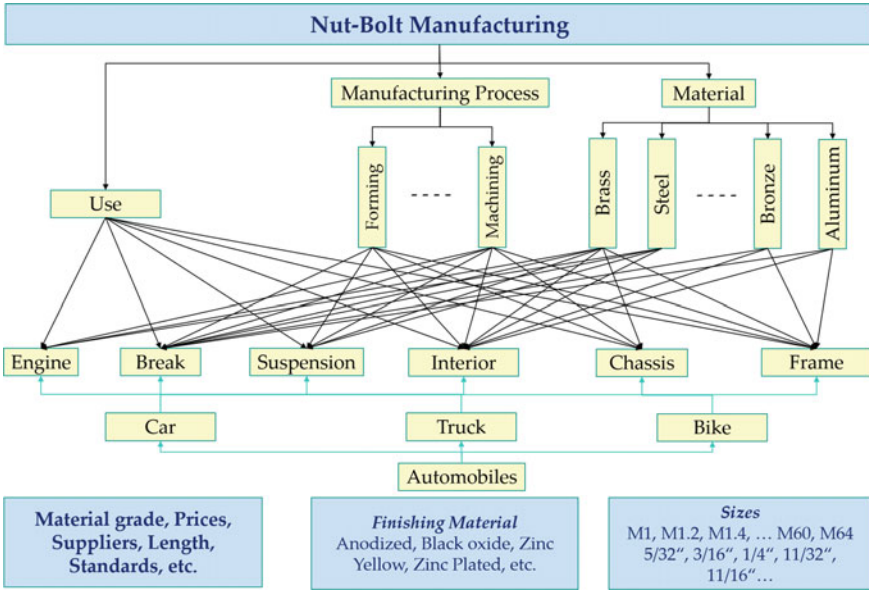 Nut-Bolt Manufacturing
Manufacturing Process
Material
Use
Forming
Machining
Brass
Steel
Bronze
Aluminum
Engine
Break
Suspension
Interior
Chassis
Frame
Car
Truck
Bike
Automobiles
Material grade, Prices,
Suppliers, Length,
Standards, etc.
Finishing Material
Anodized, Black oxide, Zinc
Yellow, Zinc Plated, etc.
Sizes
M1, M1.2, M1.4, … M60, M64
5/32“, 3/16“, 1/4“, 11/32“,
11/16“…